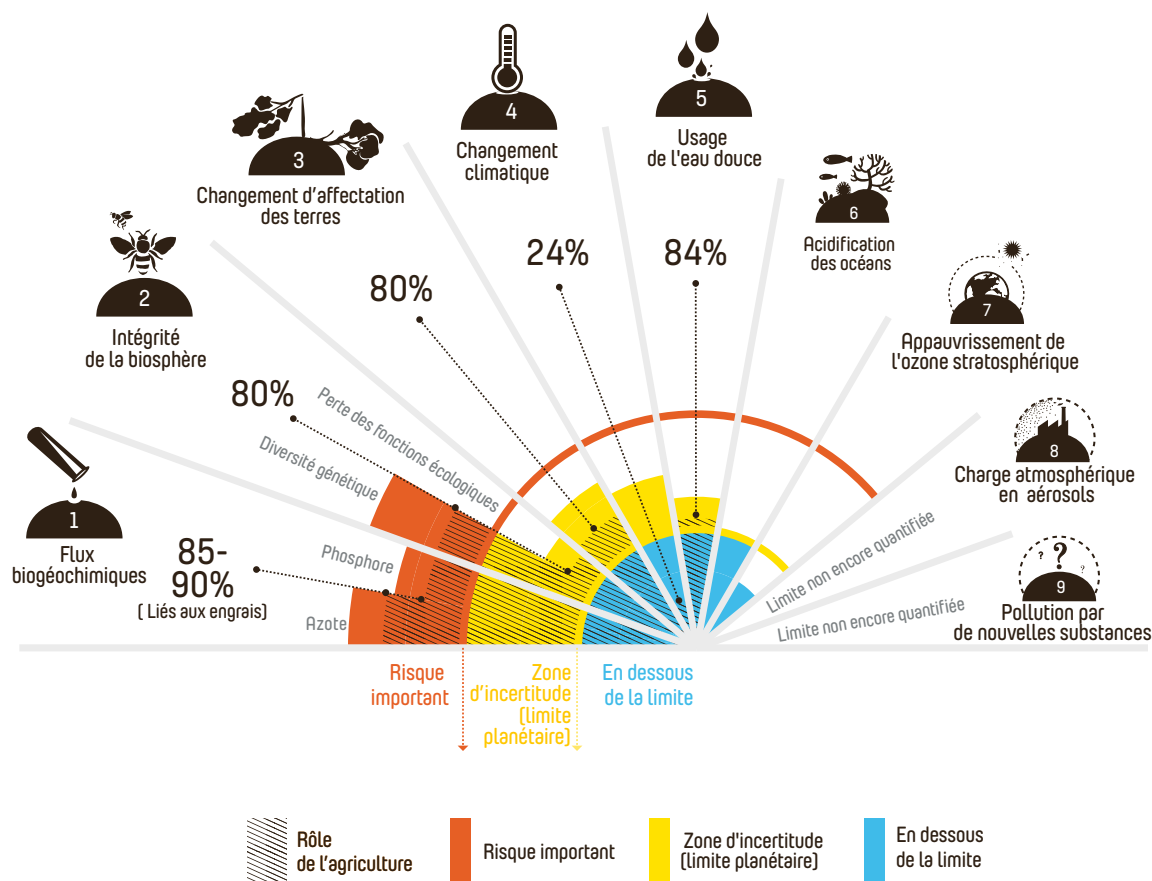 1
Flux
biogéochimiques
2
Intégrité
de la biosphère
3
Changement d'affectation
des terres
4
Changement
climatique
5
Usage
de l'eau douce
6
Acidification
des océans
7
Appauvrissement de
l'ozone stratosphérique
8
Charge atmosphérique
en aérosols
? ? ?
9
Pollution par
de nouvelles substances
85-
90%
( Liés aux engrais)
80%
80%
24%
84%
Azote
Phosphore
Diversité génétique
Perte des fonctions écologiques
Limite non encore quantifiée
Limite non encore quantifiée
Risque
important
Zone
d'incertitude
(limite
planétaire)
En dessous
de la limite
Rôle
de l'agriculture
Risque important
Zone d'incertitude
(limite planétaire)
En dessous
de la limite